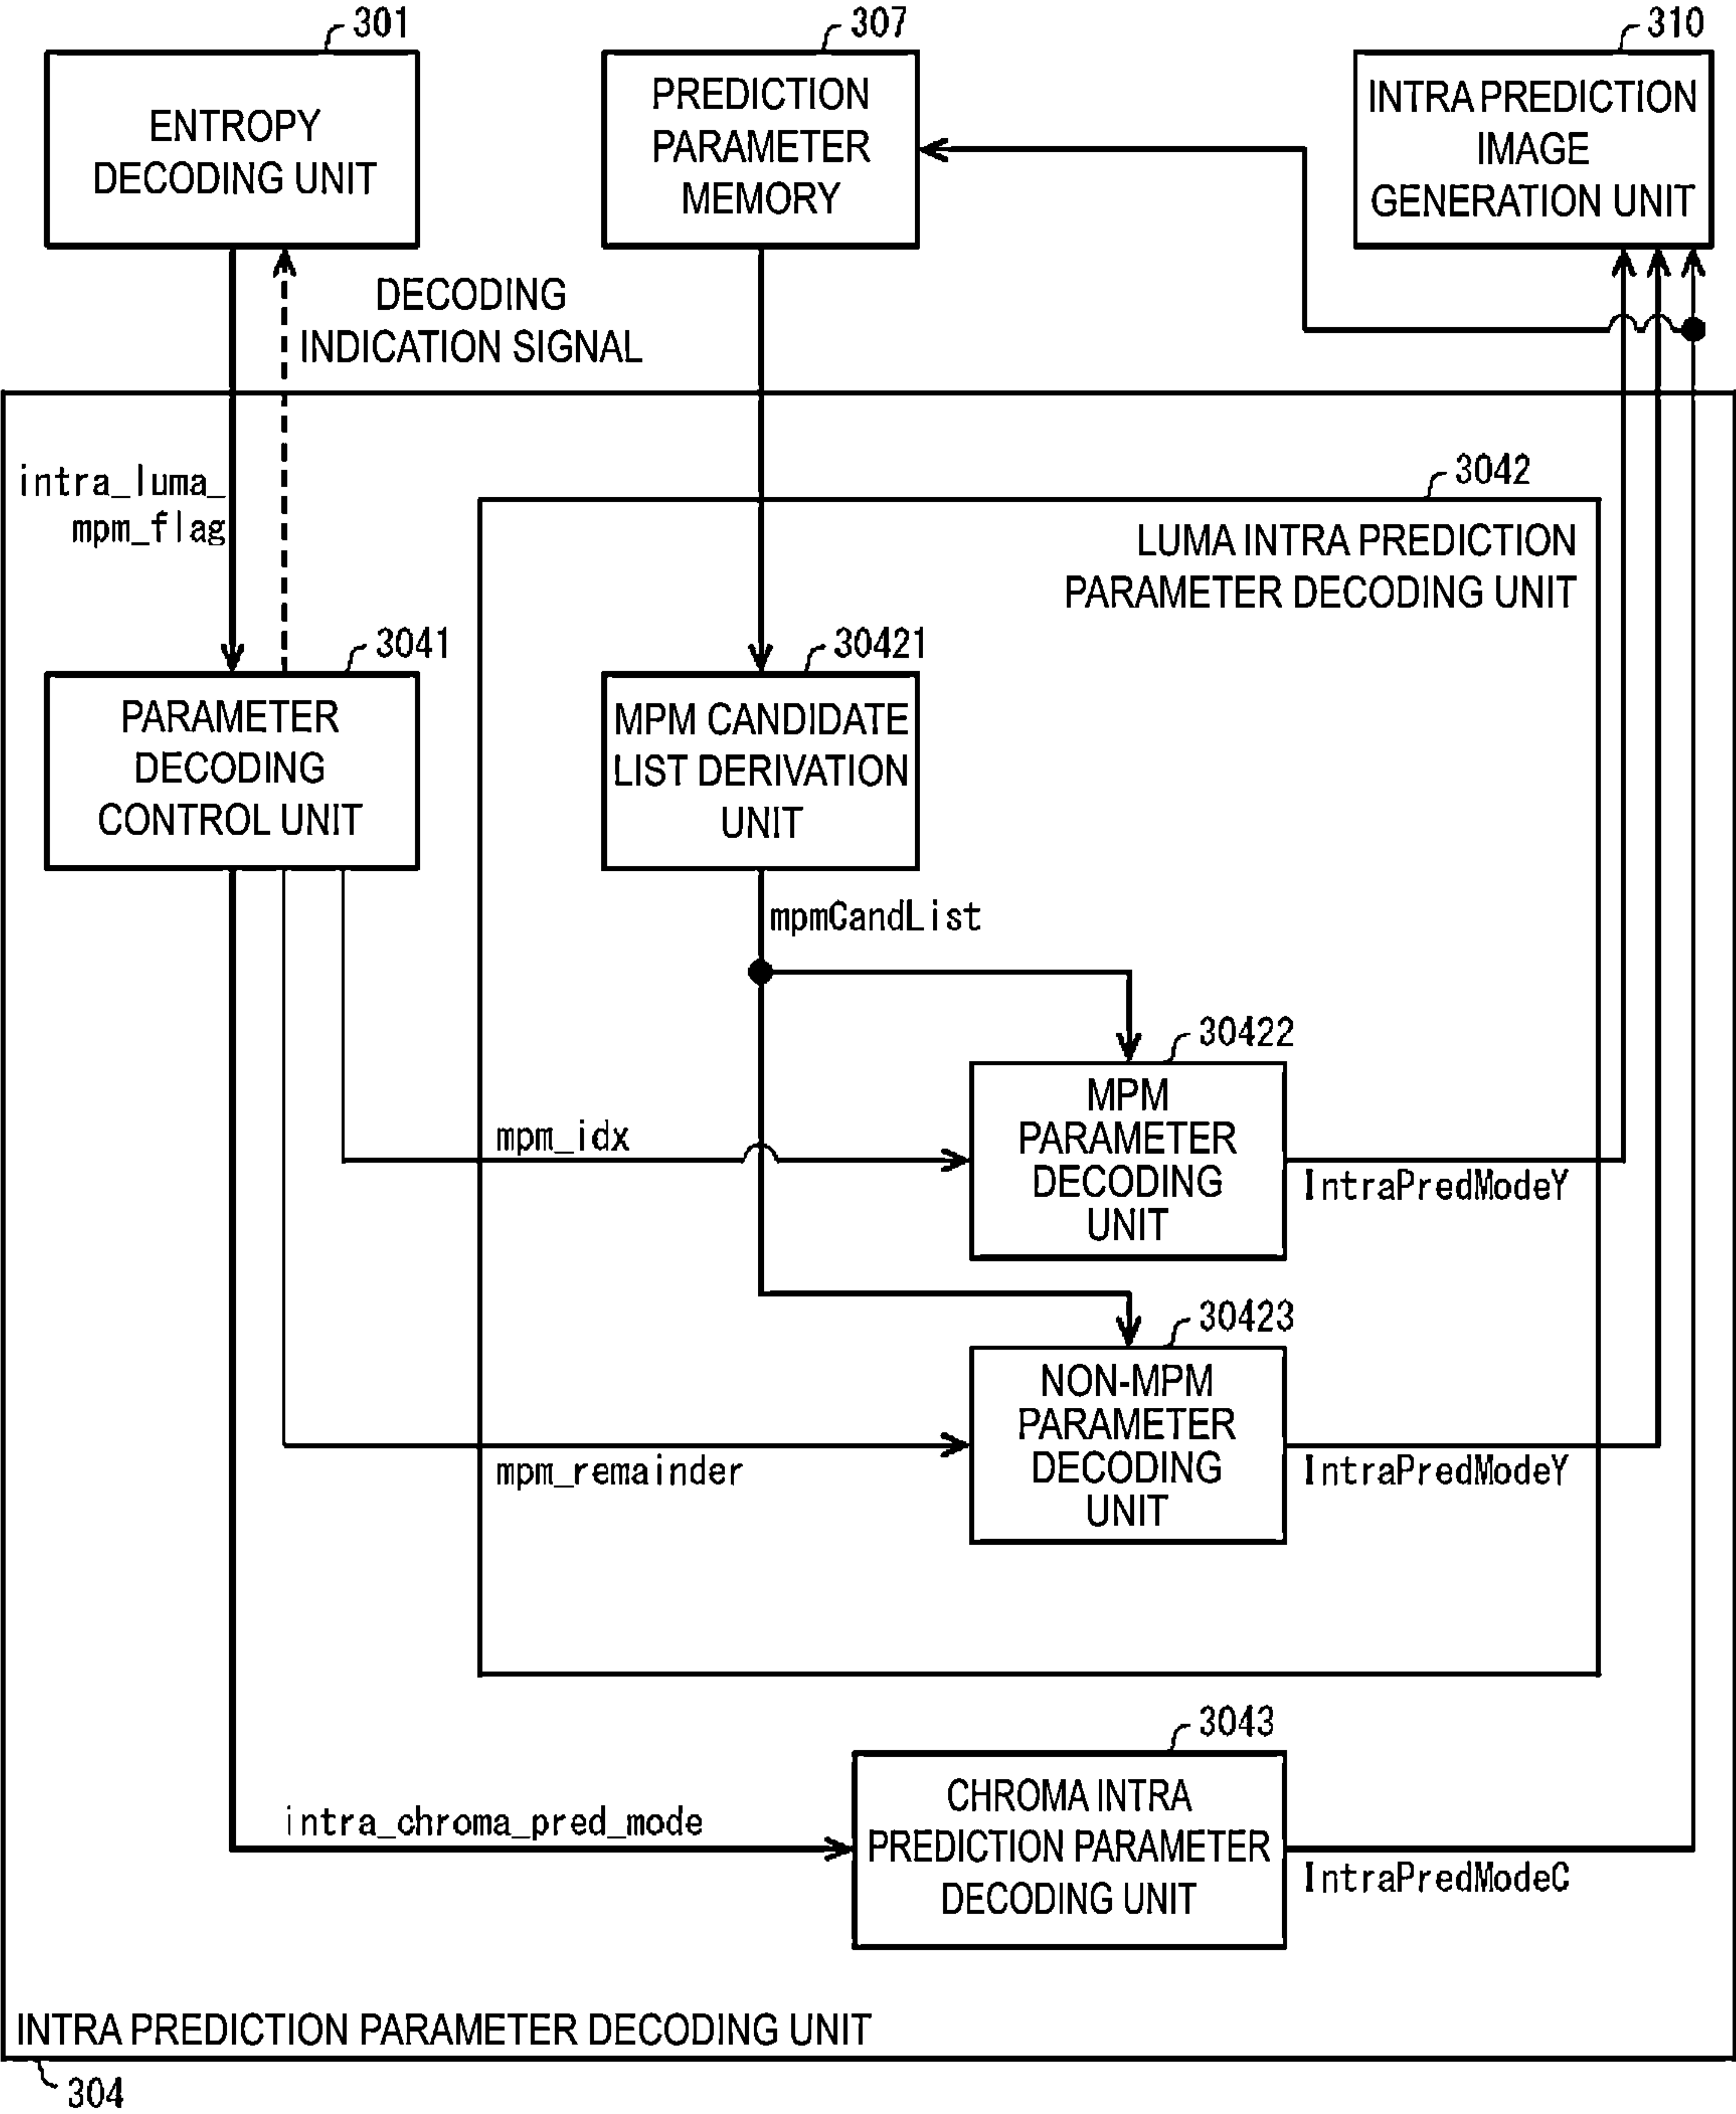 301
ENTROPY
DECODING UNIT
307
PREDICTION
PARAMETER
MEMORY
310
INTRA PREDICTION
IMAGE
GENERATION UNIT
DECODING
INDICATION SIGNAL
intra_luma_
mpm_flag
3042
LUMA INTRA PREDICTION
PARAMETER DECODING UNIT
3041
PARAMETER
DECODING
CONTROL UNIT
30421
MPM CANDIDATE
LIST DERIVATION
UNIT
mpmCandList
30422
MPM
PARAMETER
DECODING
UNIT
mpm_idx
IntraPredModeY
30423
NON-MPM
PARAMETER
DECODING
UNIT
mpm_remainder
IntraPredModeY
3043
CHROMA INTRA
PREDICTION PARAMETER
DECODING UNIT
intra_chroma_pred_mode
IntraPredModeC
INTRA PREDICTION PARAMETER DECODING UNIT
304